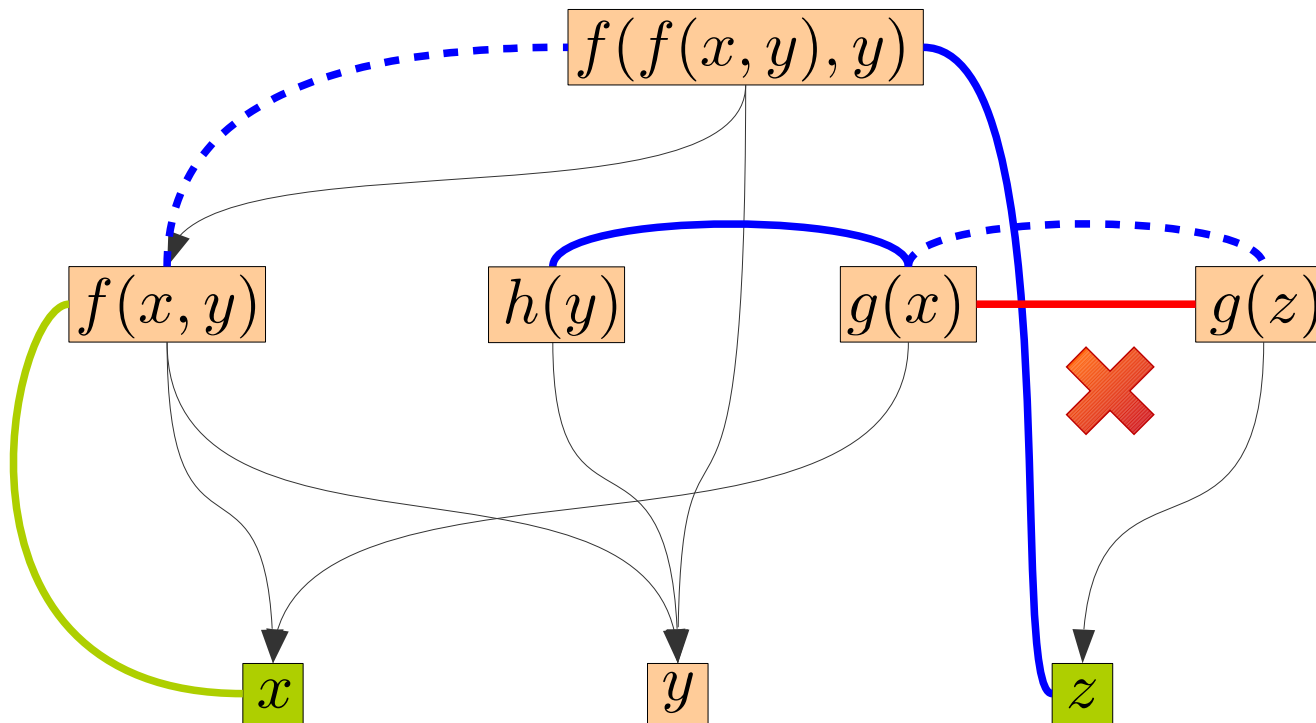 f(f(x, y), y)
f(x, y)
h(y)
g(x)
g(z)
x
y
z